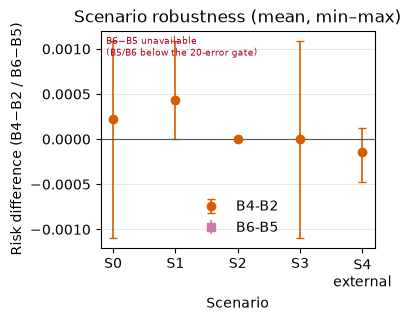 Scenario robustness (mean, min–max)
B6−B5 unavailable
(B5/B6 below the 20-error gate)
Risk difference (B4−B2 / B6−B5)
0.0010
0.0005
0.0000
−0.0005
−0.0010
B4-B2
B6-B5
S0
S1
S2
S3
S4
external
Scenario